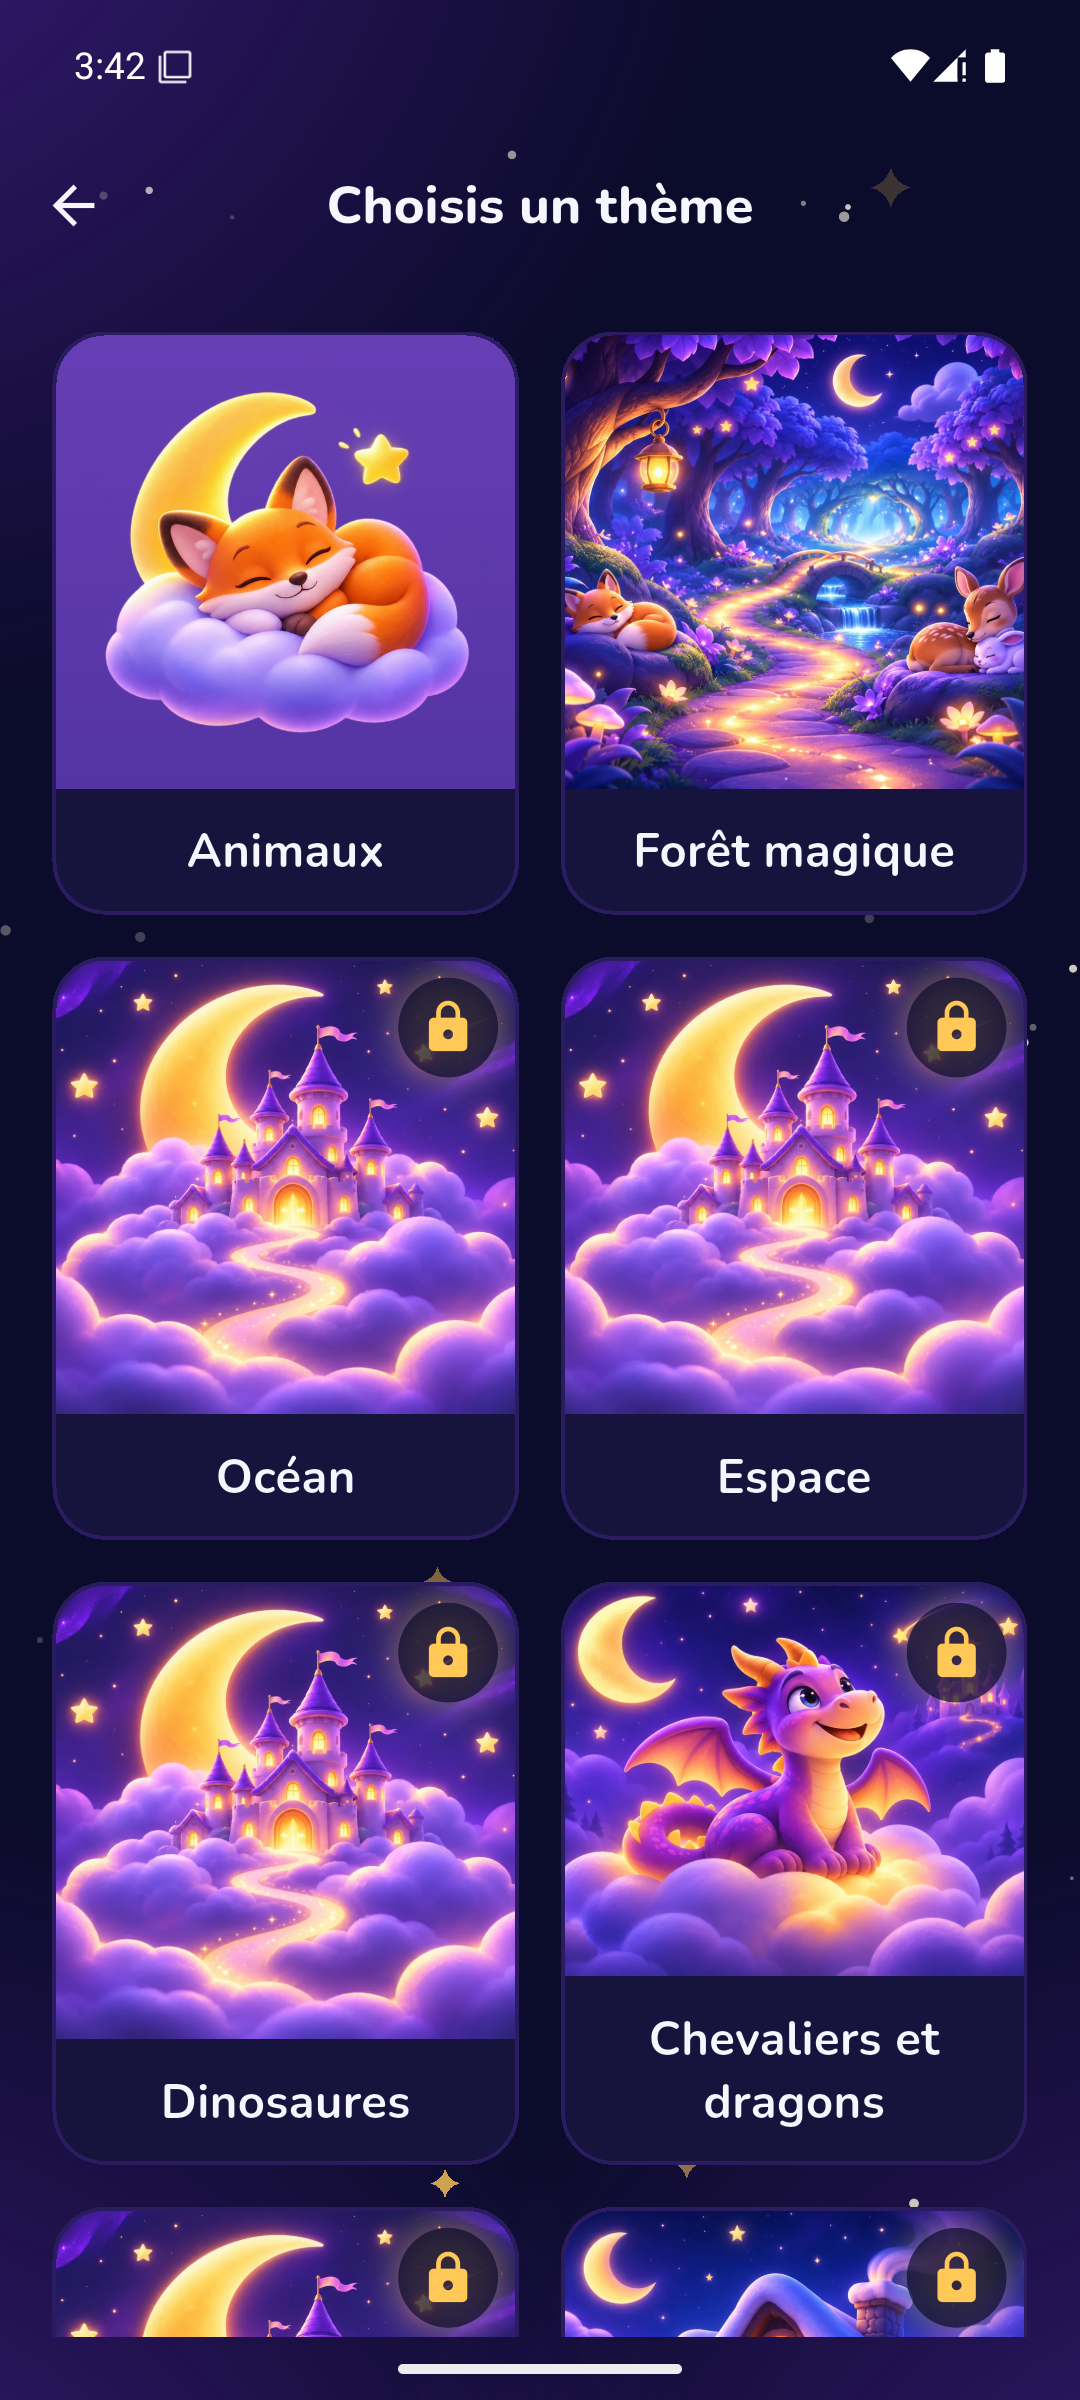 3:42
Choisis un thème
Animaux
Forêt magique
Océan
Espace
Dinosaures
Chevaliers et
dragons